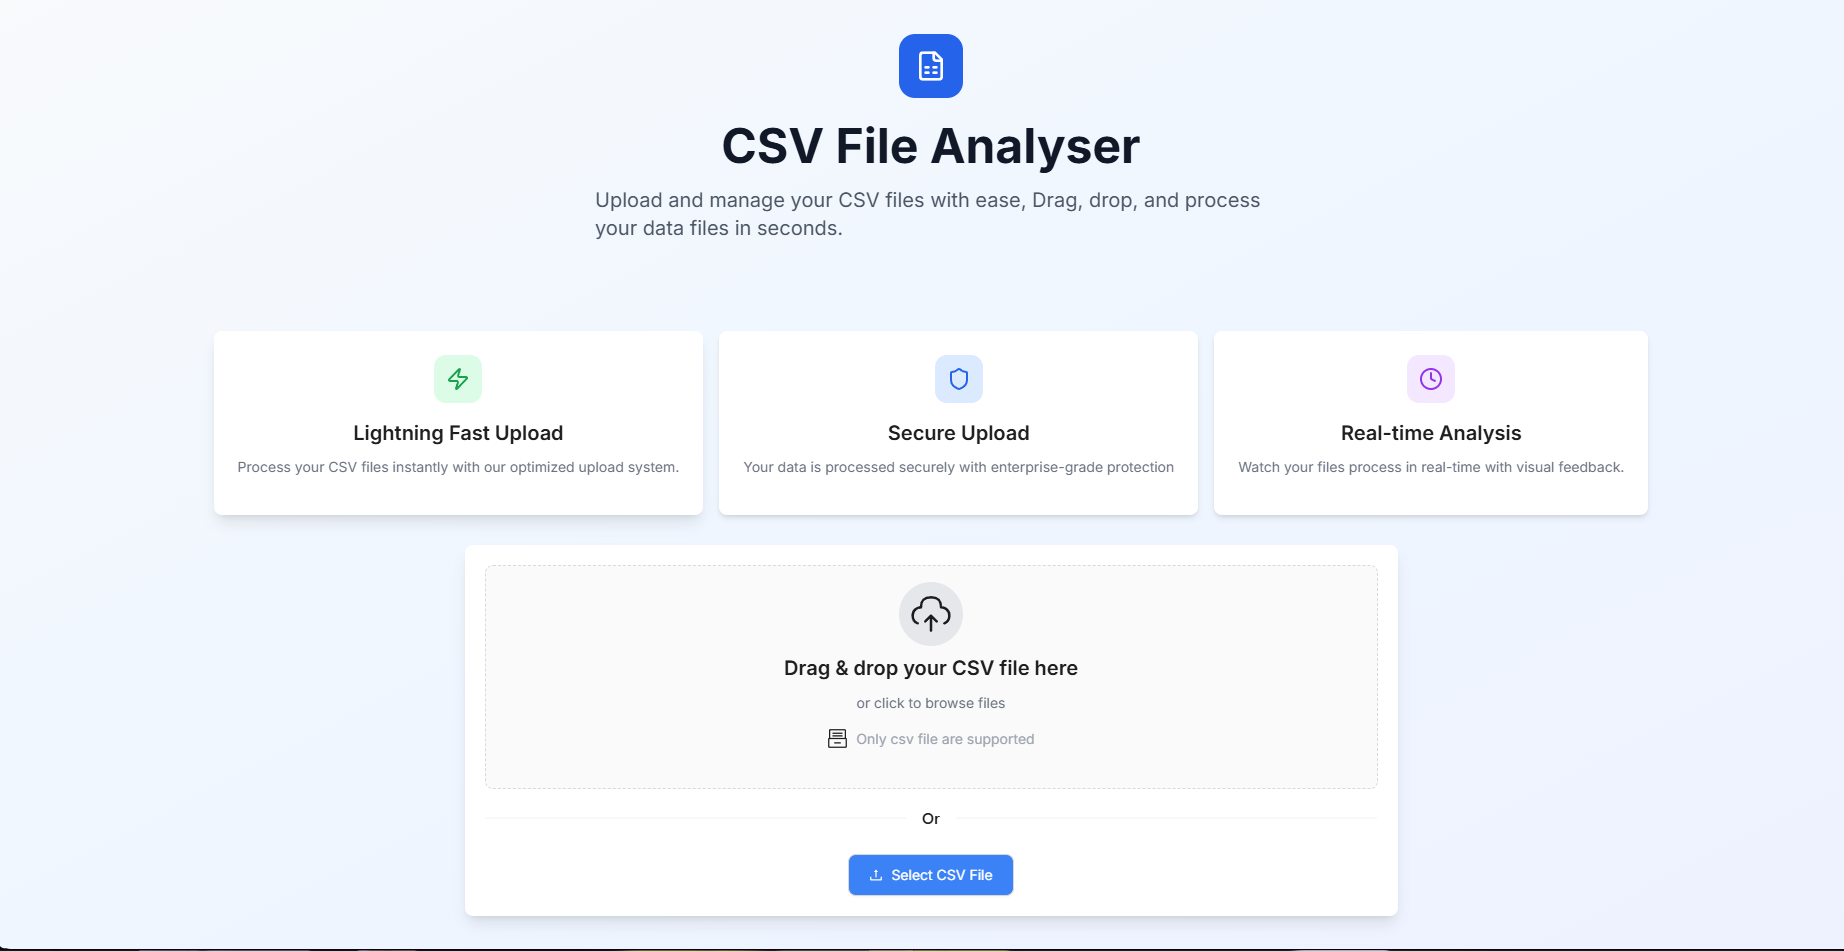 CSV File Analyser
Upload and manage your CSV files with ease, Drag, drop, and process
your data files in seconds.
Lightning Fast Upload
Process your CSV files instantly with our optimized upload system.
Secure Upload
Your data is processed securely with enterprise-grade protection
Real-time Analysis
Watch your files process in real-time with visual feedback.
Drag & drop your CSV file here
or click to browse files
Only csv file are supported
Or
Select CSV File